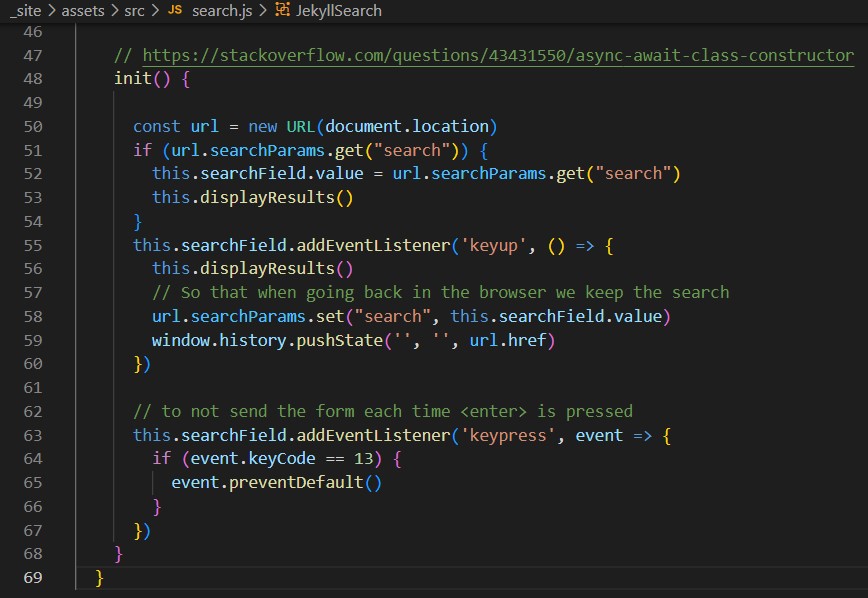 _site > assets > src > JS search.js > JekyllSearch
46
47 // https://stackoverflow.com/questions/43431550/async-await-class-constructor
48 init() {
49
50 const url = new URL(document.location)
51 if (url.searchParams.get("search")) {
52 this.searchField.value = url.searchParams.get("search")
53 this.displayResults()
54 }
55 this.searchField.addEventListener('keyup', () => {
56 this.displayResults()
57 // So that when going back in the browser we keep the search
58 url.searchParams.set("search", this.searchField.value)
59 window.history.pushState('', '', url.href)
60 })
61
62 // to not send the form each time <enter> is pressed
63 this.searchField.addEventListener('keypress', event => {
64 if (event.keyCode == 13) {
65 event.preventDefault()
66 }
67 })
68 }
69 }